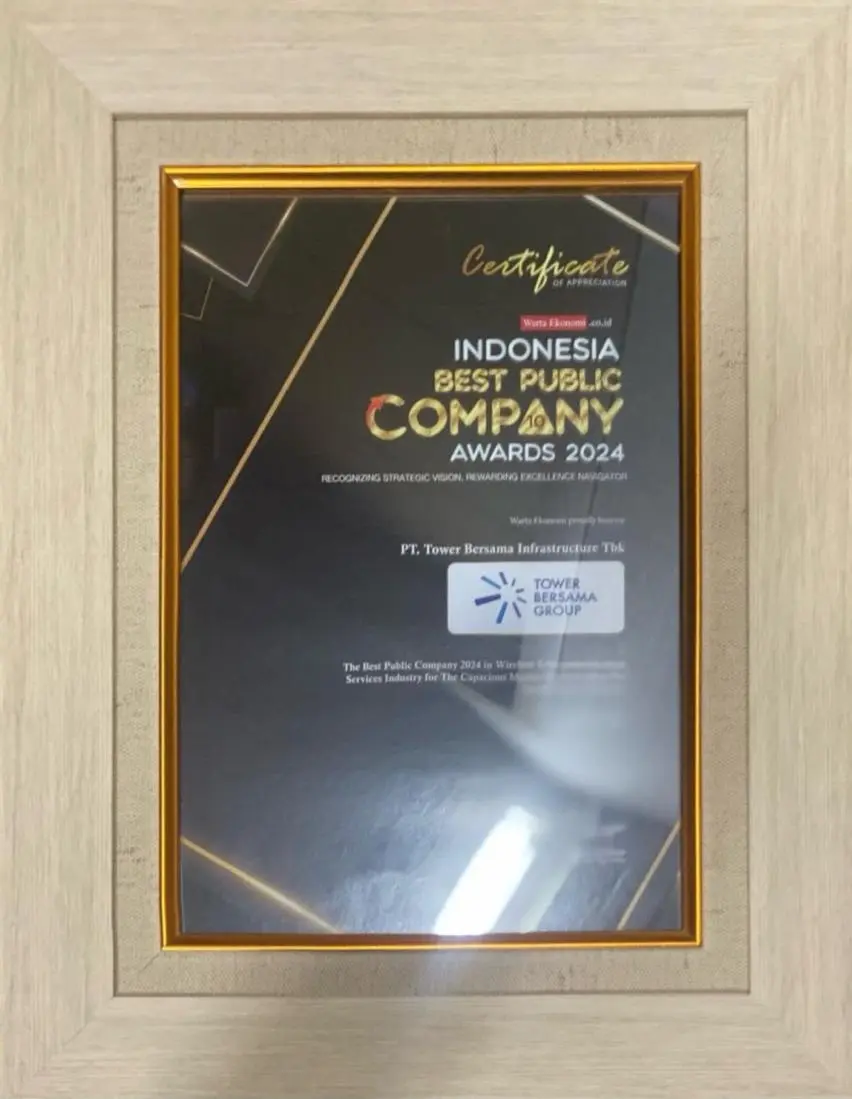 Certificate
OF APPRECIATION
Warta Ekonomi .co.id
INDONESIA
BEST PUBLIC
COMPANY
10
AWARDS 2024
RECOGNIZING STRATEGIC VISION, REWARDING EXCELLENCE NAVIGATOR
Warta Ekonomi proudly
PT. Tower Bersama Infrastructure Tbk
TOWER
BERSAMA
GROUP
The Best Public Company 2024 in Wireless Telecommunication
Services Industry for The Capacious